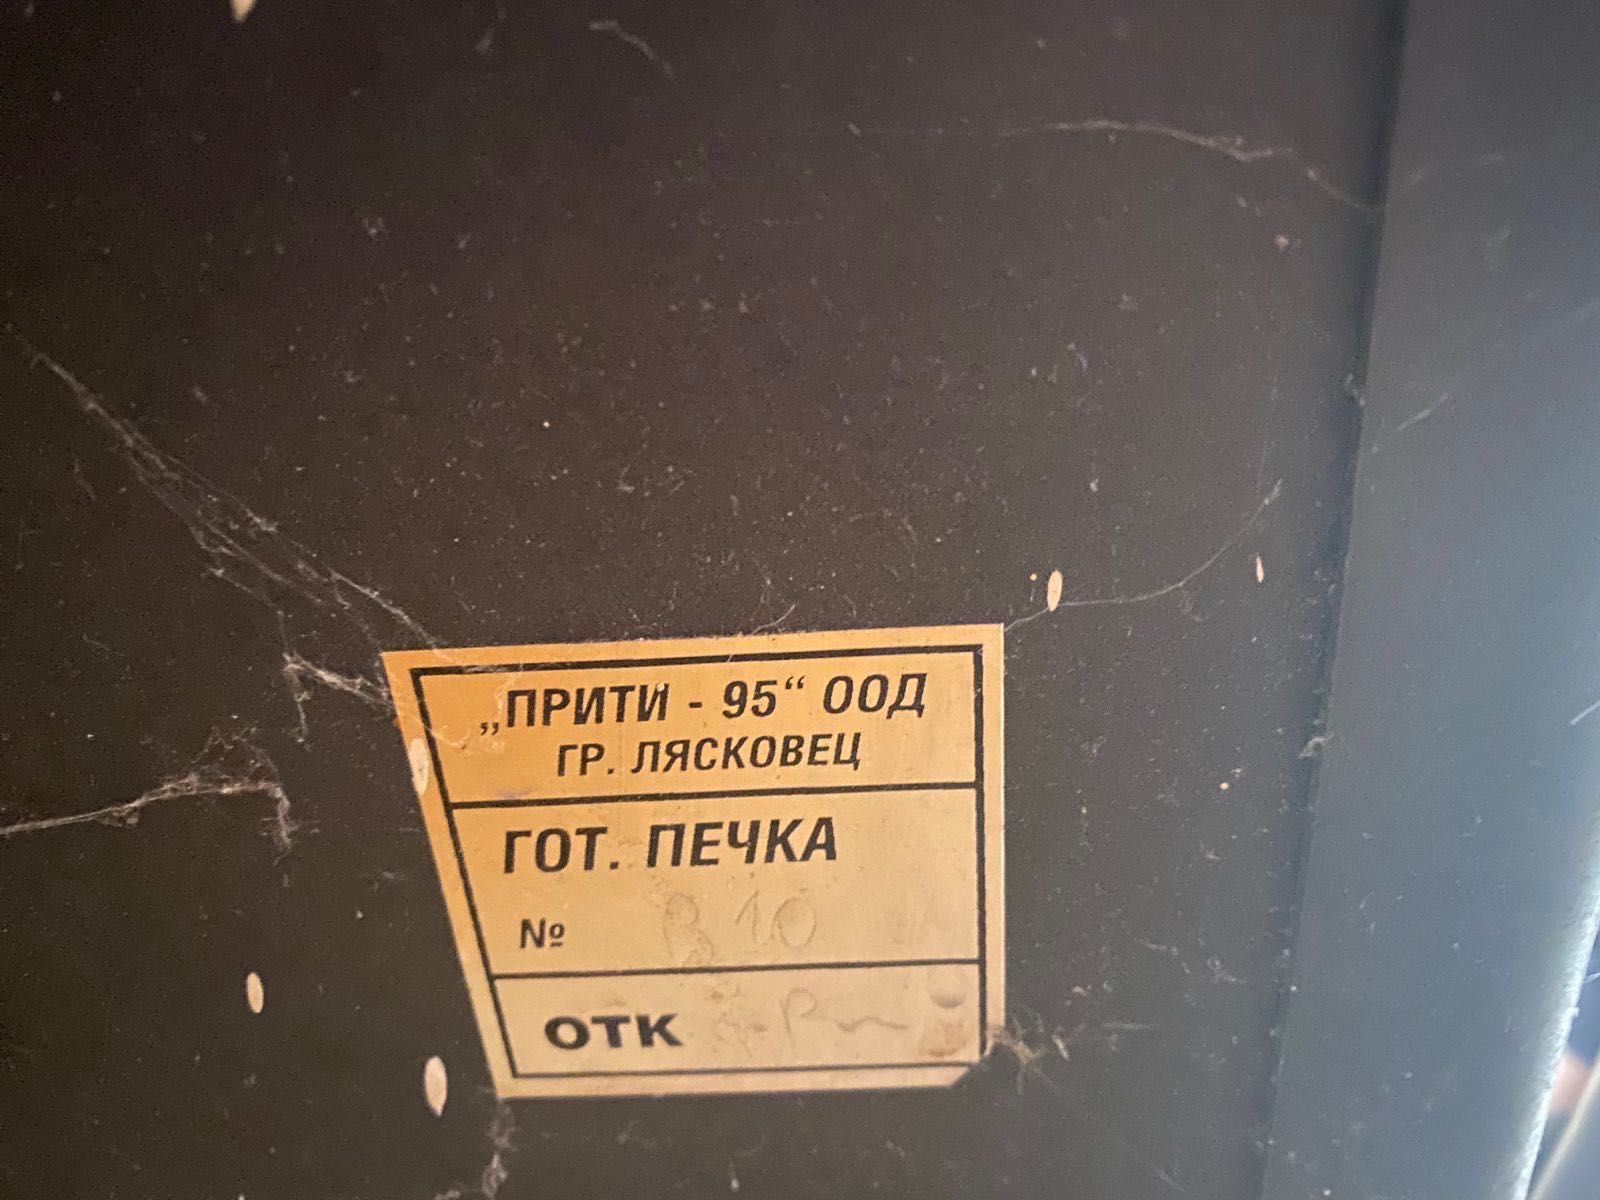 „ПРИТИ - 95“ ООД
ГР. ЛЯСКОВЕЦ
ГОТ. ПЕЧКА
№ В10
ОТК